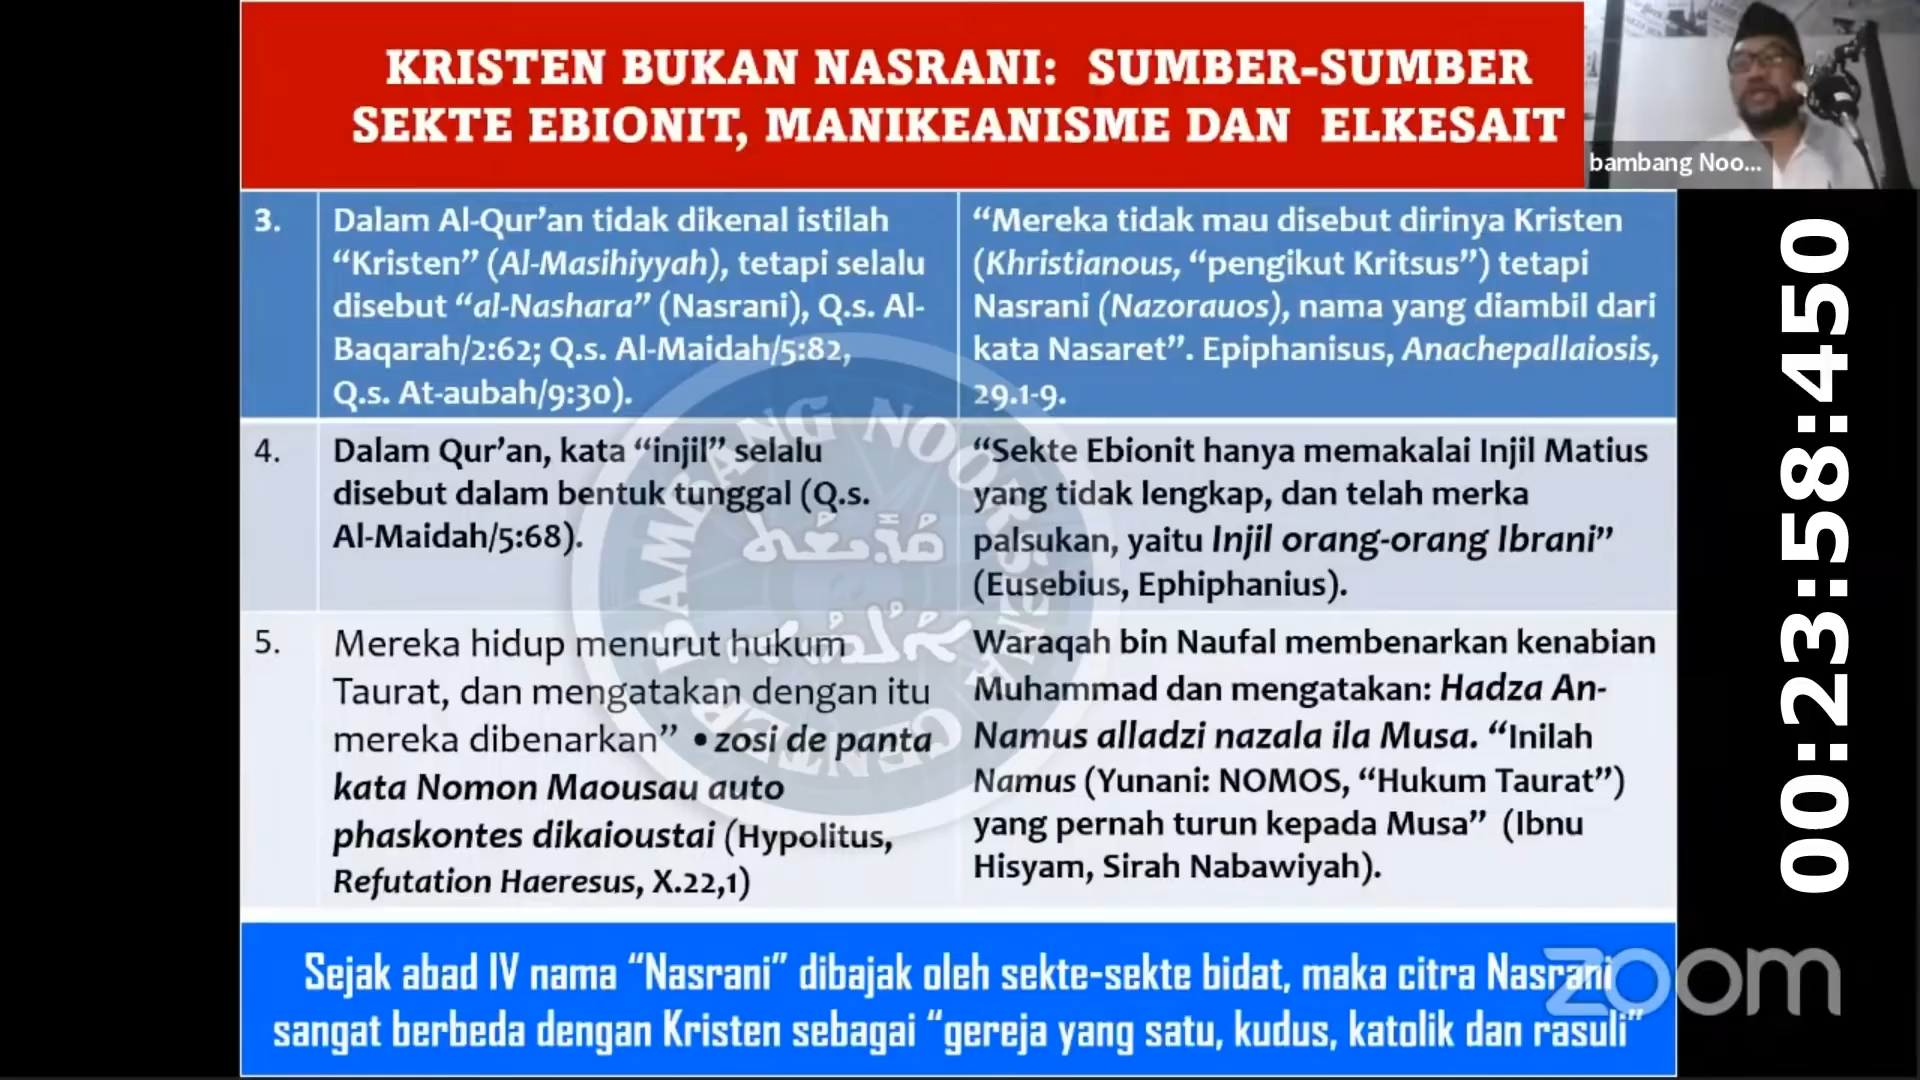 KRISTEN BUKAN NASRANI: SUMBER-SUMBER
SEKTE EBIONIT, MANIKEANISME DAN ELKESAIT
bambang Noo...
3.
Dalam Al-Qur’an tidak dikenal istilah
“Kristen” (Al-Masihiyyah), tetapi selalu
disebut “al-Nashara” (Nasrani), Q.s. Al-
Baqarah/2:62; Q.s. Al-Maidah/5:82,
Q.s. At-aubah/9:30).
“Mereka tidak mau disebut dirinya Kristen
(Khristianous, “pengikut Kritsus”) tetapi
Nasrani (Nazorauos), nama yang diambil dari
kata Nasaret”. Epiphanisus, Anachepallaiosis,
29.1-9.
4.
Dalam Qur’an, kata “injil” selalu
disebut dalam bentuk tunggal (Q.s.
Al-Maidah/5:68).
“Sekte Ebionit hanya memakalai Injil Matius
yang tidak lengkap, dan telah merka
palsukan, yaitu Injil orang-orang Ibrani”
(Eusebius, Ephiphanius).
5.
Mereka hidup menurut hukum
Taurat, dan mengatakan dengan itu
mereka dibenarkan” • zosi de panta
kata Nomon Maousau auto
phaskontes dikaioustai (Hypolitus,
Refutation Haeresus, X.22,1)
Waraqah bin Naufal membenarkan kenabian
Muhammad dan mengatakan: Hadza An-
Namus alladzi nazala ila Musa. “Inilah
Namus (Yunani: NOMOS, “Hukum Taurat”)
yang pernah turun kepada Musa” (Ibnu
Hisyam, Sirah Nabawiyah).
BAMBANG NOORSENA CENTER
Sejak abad IV nama “Nasrani” dibajak oleh sekte-sekte bidat, maka citra Nasrani
sangat berbeda dengan Kristen sebagai “gereja yang satu, kudus, katolik dan rasuli”
zoom
00:23:58:450